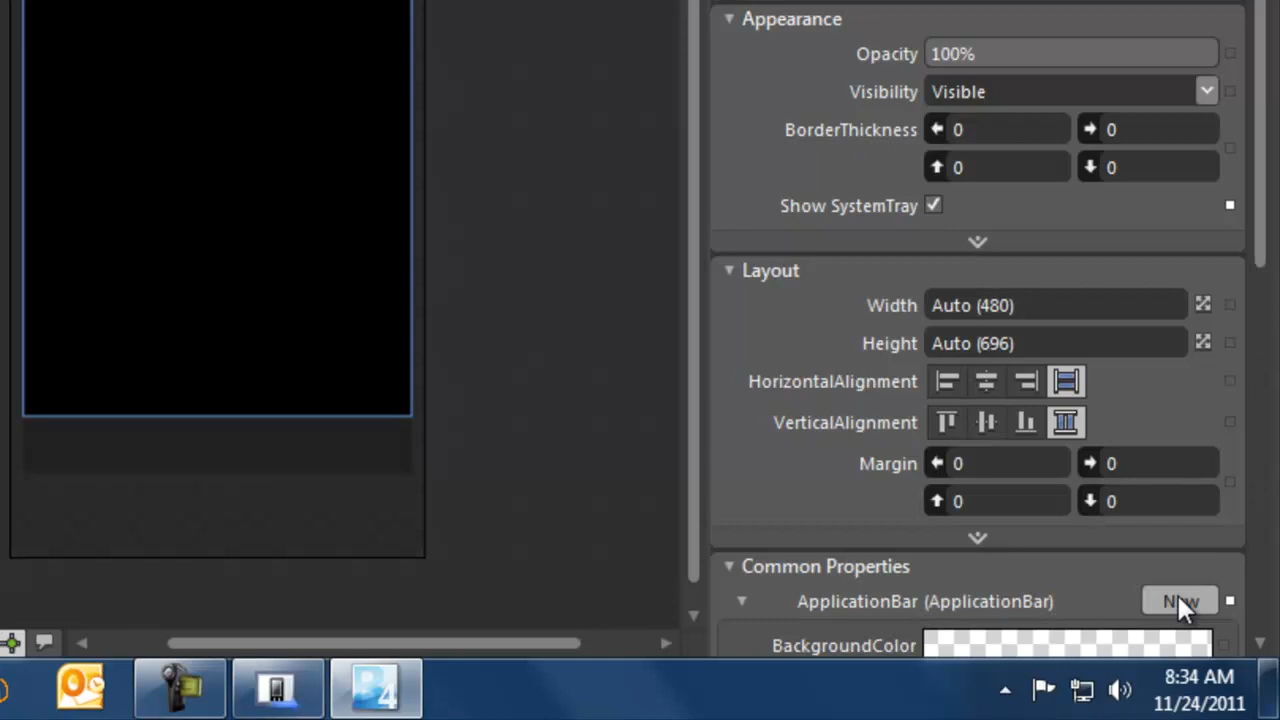 Appearance
Opacity 100%
Visibility Visible
BorderThickness 0 0
0 0
Show SystemTray
Layout
Width Auto (480)
Height Auto (696)
HorizontalAlignment
VerticalAlignment
Margin 0 0
0 0
Common Properties
ApplicationBar (ApplicationBar) New
BackgroundColor
4
8:34 AM
11/24/2011